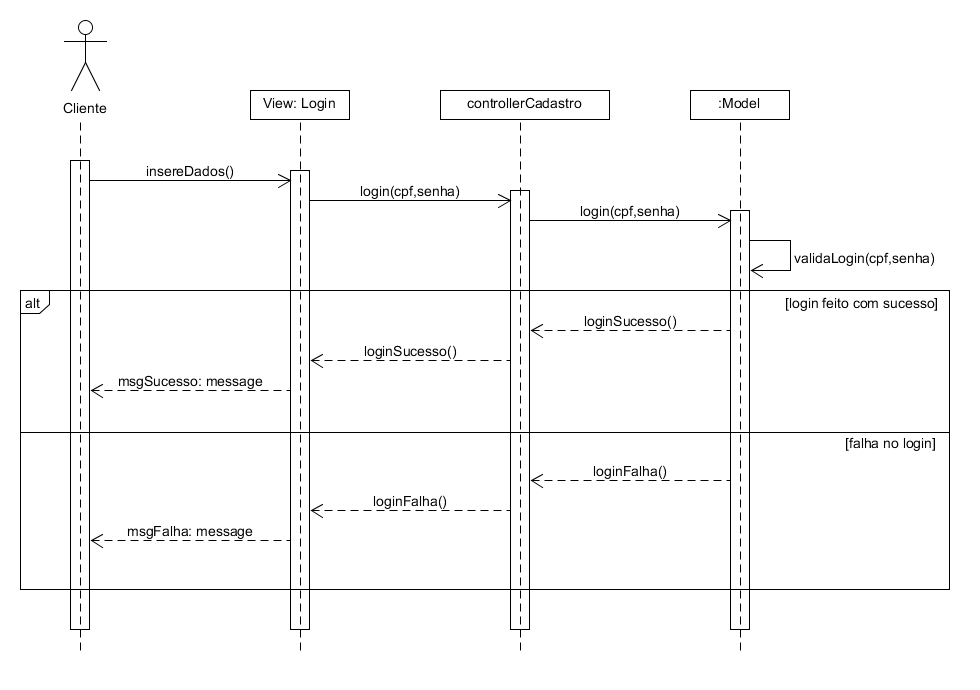 Cliente
View: Login
controllerCadastro
:Model
insereDados()
login(cpf,senha)
login(cpf,senha)
validaLogin(cpf,senha)
alt
[login feito com sucesso]
loginSucesso()
loginSucesso()
msgSucesso: message
[falha no login]
loginFalha()
loginFalha()
msgFalha: message